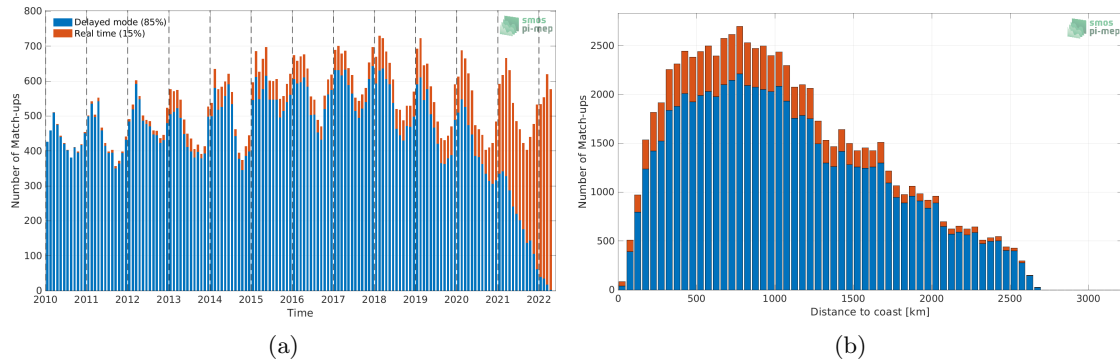 Delayed mode (85%)
Real time (15%)
smos
pi-mep
Number of Match-ups
800
700
600
500
400
300
200
100
0
2010 2011 2012 2013 2014 2015 2016 2017 2018 2019 2020 2021 2022
Time
(a)
smos
pi-mep
Number of Match-ups
2500
2000
1500
1000
500
0
0 500 1000 1500 2000 2500 3000
Distance to coast [km]
(b)